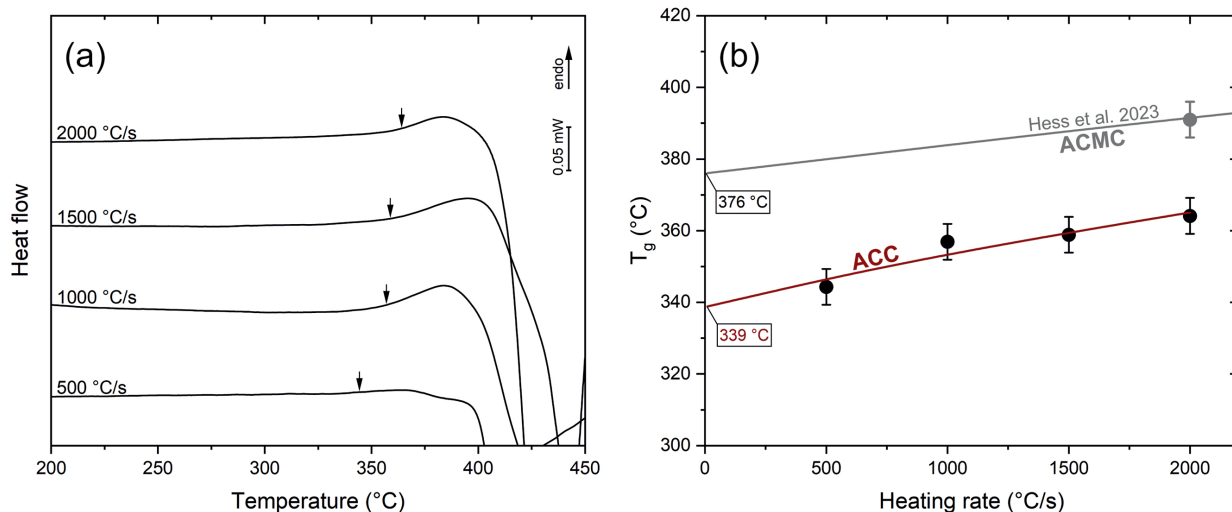 (a)
endo
0.05 mW
2000 °C/s
1500 °C/s
1000 °C/s
500 °C/s
Heat flow
200 250 300 350 400 450
Temperature (°C)
(b)
420
400
380
360
340
320
300
Hess et al. 2023
ACMC
376 °C
ACC
339 °C
T_g (°C)
0 500 1000 1500 2000
Heating rate (°C/s)